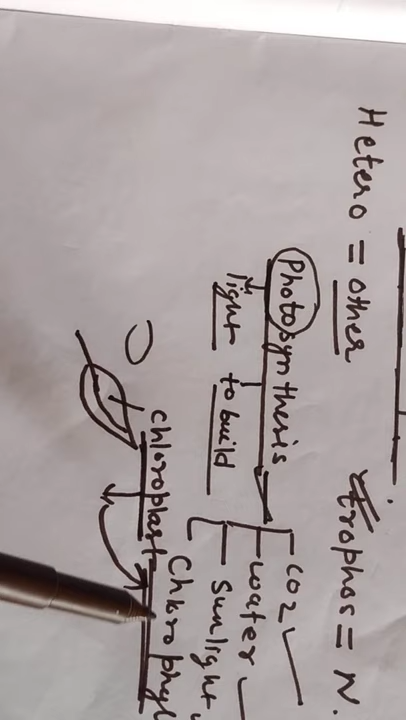 Hetero = other trophos = N.
Photosynthesis CO2
light to build water
Sunlight
Chlorophyl
chloroplast